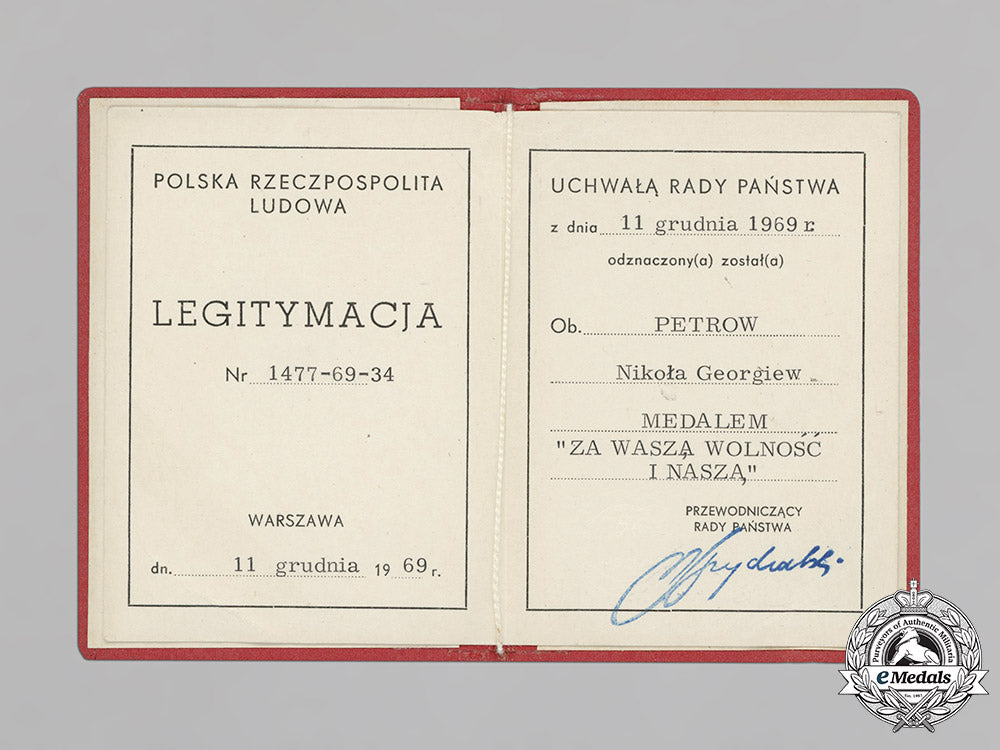 POLSKA RZECZPOSPOLITA
LUDOWA
LEGITYMACJA
Nr 1477-69-34
WARSZAWA
dn. 11 grudnia 1969 r.
UCHWAŁĄ RADY PAŃSTWA
z dnia 11 grudnia 1969 r.
odznaczony(a) został(a)
Ob. PETROW
Nikoła Georgiew
MEDALEM
"ZA WASZĄ WOLNOŚĆ
I NASZĄ"
PRZEWODNICZĄCY
RADY PAŃSTWA
Purveyors of Authentic Militaria
eMedals